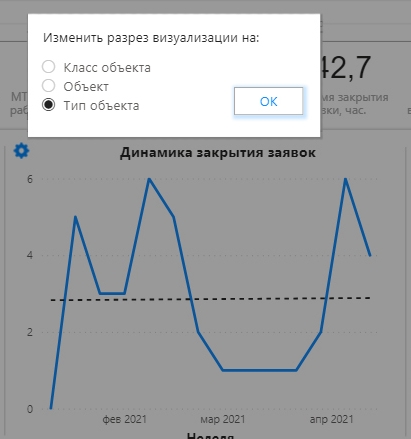 Изменить разрез визуализации на:
Класс объекта
Объект
Тип объекта
ОК
42,7
МТ
раб
мя закрытия
вки, час.
Динамика закрытия заявок
6
4
2
0
фев 2021
мар 2021
апр 2021
Неделя